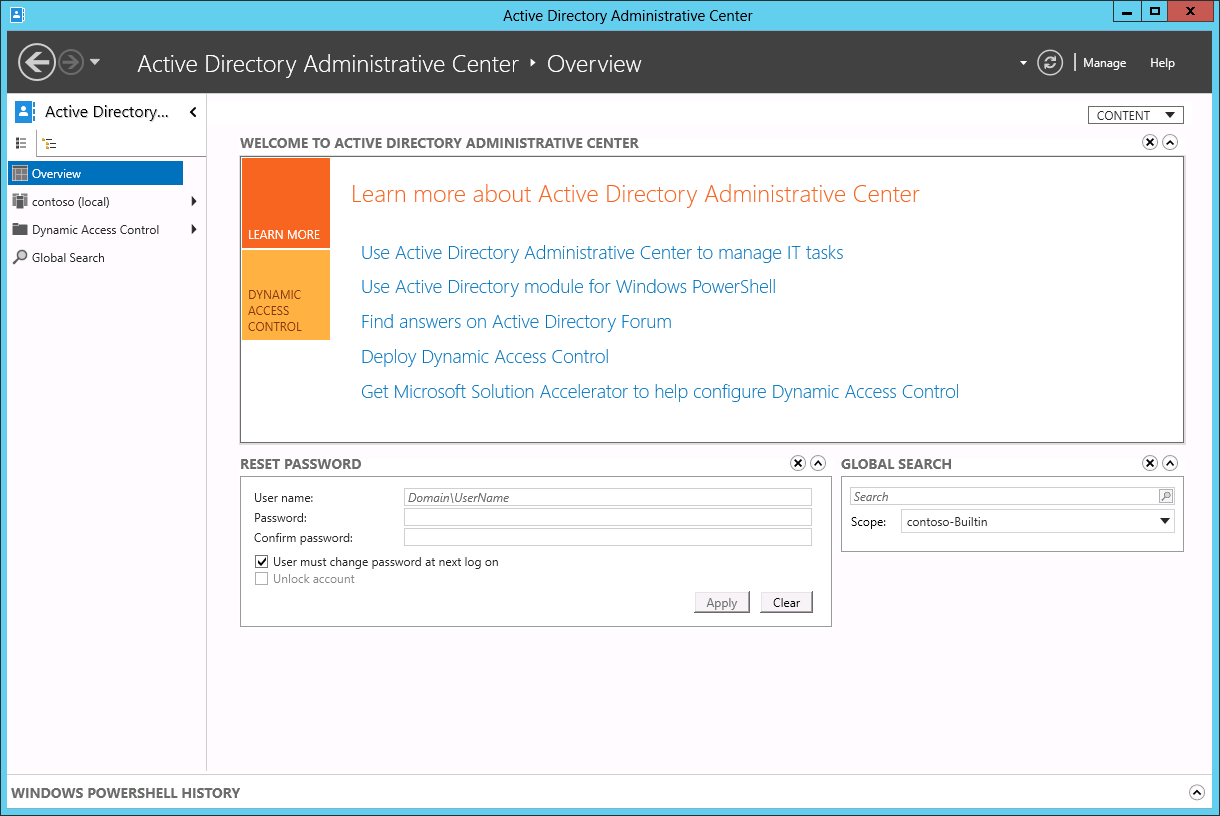 Active Directory Administrative Center
Active Directory Administrative Center ‣ Overview
Manage
Help
Active Directory...
Overview
contoso (local)
Dynamic Access Control
Global Search
CONTENT
WELCOME TO ACTIVE DIRECTORY ADMINISTRATIVE CENTER
LEARN MORE
DYNAMIC
ACCESS
CONTROL
Learn more about Active Directory Administrative Center
Use Active Directory Administrative Center to manage IT tasks
Use Active Directory module for Windows PowerShell
Find answers on Active Directory Forum
Deploy Dynamic Access Control
Get Microsoft Solution Accelerator to help configure Dynamic Access Control
RESET PASSWORD
User name:
Domain\UserName
Password:
Confirm password:
User must change password at next log on
Unlock account
Apply
Clear
GLOBAL SEARCH
Search
Scope:
contoso-Builtin
WINDOWS POWERSHELL HISTORY